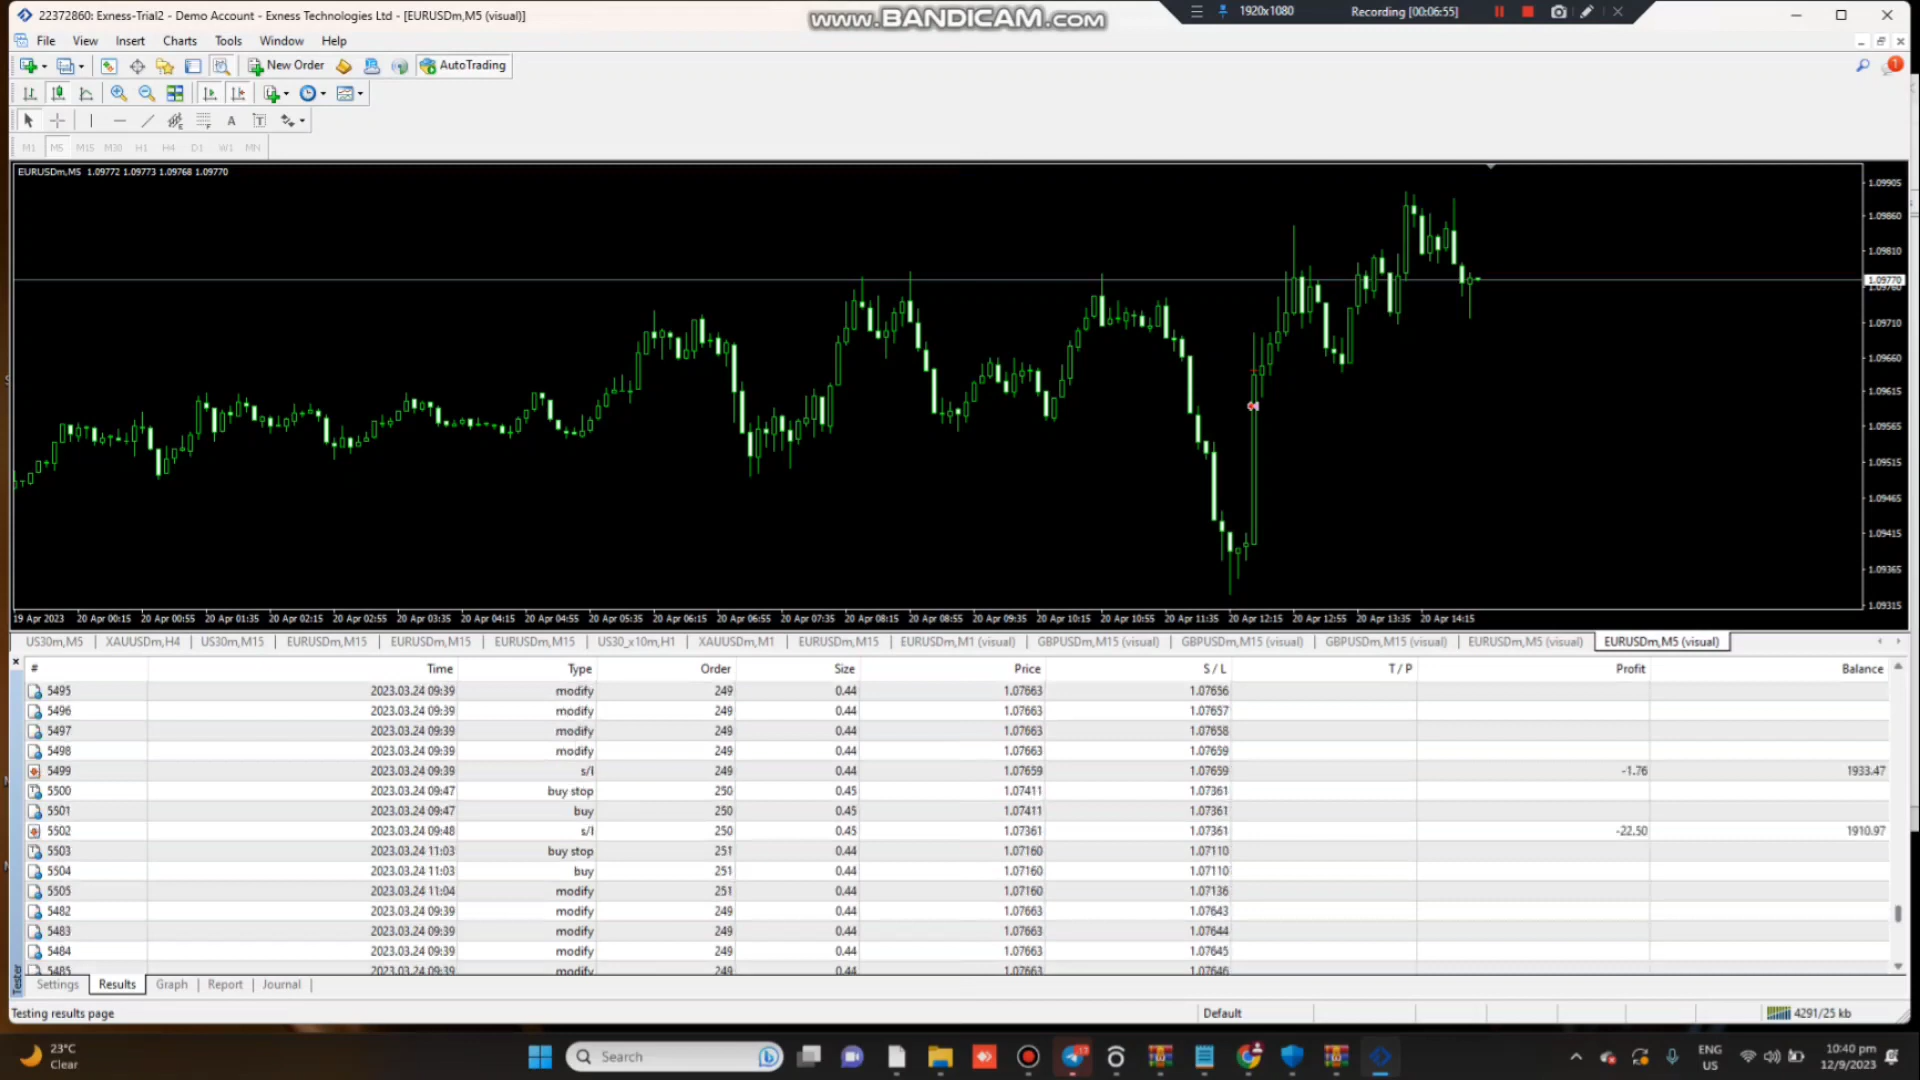 22372860: Exness-Trial2 - Demo Account - Exness Technologies Ltd - [EURUSDm,M5 (visual)]
www.BANDICAM.com
1920x1080
Recording [00:06:55]
File View Insert Charts Tools Window Help
New Order AutoTrading
1
M1 M5 M15 M30 H1 H4 D1 W1 MN
EURUSDm,M5 1.09772 1.09773 1.09768 1.09770
1.09905
1.09860
1.09810
1.09770
1.09760
1.09710
1.09660
1.09615
1.09565
1.09515
1.09465
1.09415
1.09365
1.09315
19 Apr 2023 20 Apr 00:15 20 Apr 00:55 20 Apr 01:35 20 Apr 02:15 20 Apr 02:55 20 Apr 03:35 20 Apr 04:15 20 Apr 04:55 20 Apr 05:35 20 Apr 06:15 20 Apr 06:55 20 Apr 07:35 20 Apr 08:15 20 Apr 08:55 20 Apr 09:35 20 Apr 10:15 20 Apr 10:55 20 Apr 11:35 20 Apr 12:15 20 Apr 12:55 20 Apr 13:35 20 Apr 14:15
US30m,M5 XAUUSDm,H4 US30m,M15 EURUSDm,M15 EURUSDm,M15 EURUSDm,M15 US30_x10m,H1 XAUUSDm,M1 EURUSDm,M15 EURUSDm,M1 (visual) GBPUSDm,M15 (visual) GBPUSDm,M15 (visual) GBPUSDm,M15 (visual) EURUSDm,M5 (visual) EURUSDm,M5 (visual)
# Time Type Order Size Price S / L T / P Profit Balance
5495 2023.03.24 09:39 modify 249 0.44 1.07663 1.07656
5496 2023.03.24 09:39 modify 249 0.44 1.07663 1.07657
5497 2023.03.24 09:39 modify 249 0.44 1.07663 1.07658
5498 2023.03.24 09:39 modify 249 0.44 1.07663 1.07659
5499 2023.03.24 09:39 s/l 249 0.44 1.07659 1.07659 -1.76 1933.47
5500 2023.03.24 09:47 buy stop 250 0.45 1.07411 1.07361
5501 2023.03.24 09:47 buy 250 0.45 1.07411 1.07361
5502 2023.03.24 09:48 s/l 250 0.45 1.07361 1.07361 -22.50 1910.97
5503 2023.03.24 11:03 buy stop 251 0.44 1.07160 1.07110
5504 2023.03.24 11:03 buy 251 0.44 1.07160 1.07110
5505 2023.03.24 11:04 modify 251 0.44 1.07160 1.07136
5482 2023.03.24 09:39 modify 249 0.44 1.07663 1.07643
5483 2023.03.24 09:39 modify 249 0.44 1.07663 1.07644
5484 2023.03.24 09:39 modify 249 0.44 1.07663 1.07645
5485 2023.03.24 09:39 modify 249 0.44 1.07663 1.07646
Tester
Settings Results Graph Report Journal
Testing results page Default 4291/25 kb
23°C
Clear
Search
ENG
US
10:40 pm
12/9/2023